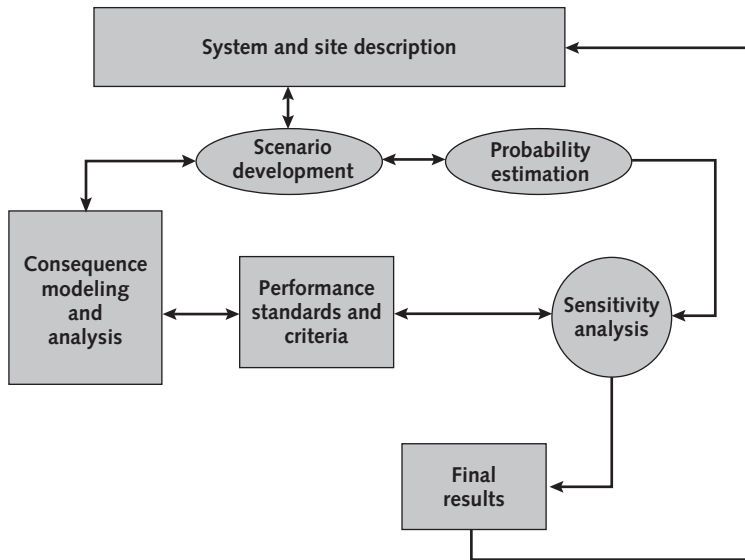 System and site description
Scenario
development
Probability
estimation
Consequence
modeling
and
analysis
Performance
standards and
criteria
Sensitivity
analysis
Final
results